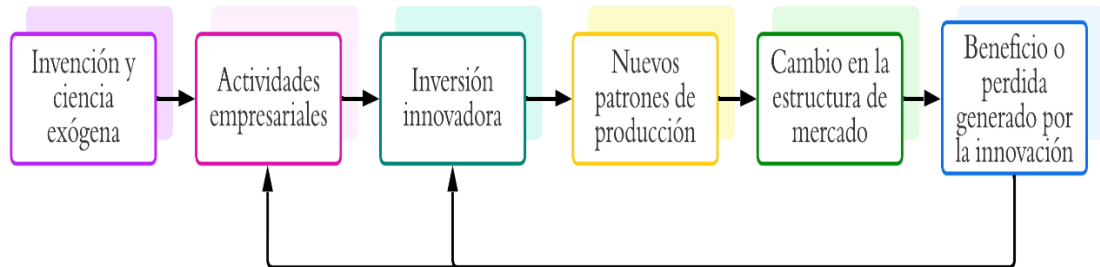 Invención y
ciencia
exógena
Actividades
empresariales
Inversión
innovadora
Nuevos
patrones de
producción
Cambio en la
estructura de
mercado
Beneficio o
perdida
generado por
la innovación